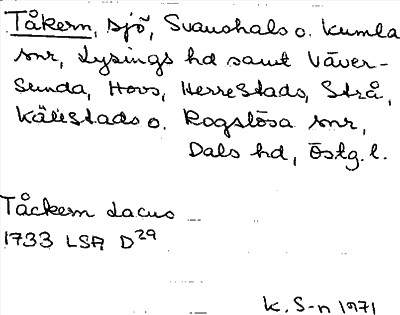 Tåkern, sjö, Svanshals o. Kumla
snr, Lysings hd samt Väver-
sunda, Hovs, Herrestads, Strå,
Källstads o. Rogslösa snr,
Dals hd, Östg. l.
Tåckern Lacus
1733 LSA D29
K. S-n 1971